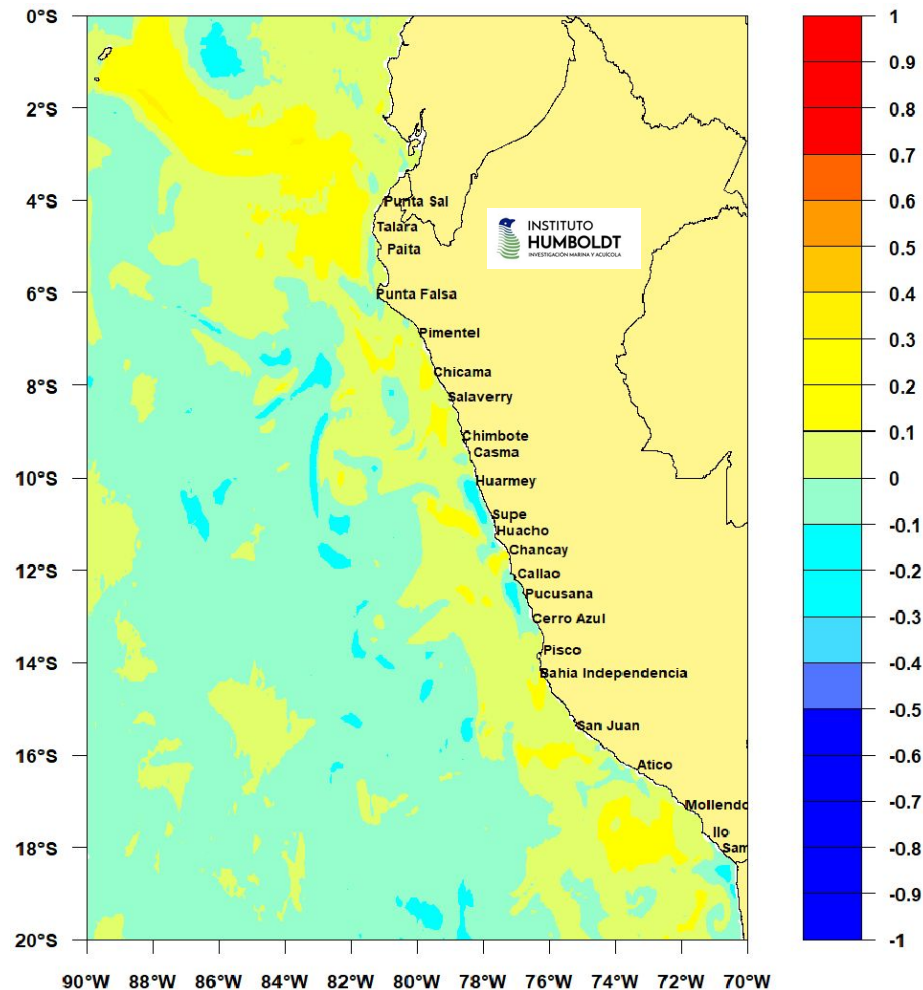 0°S
2°S
4°S
6°S
8°S
10°S
12°S
14°S
16°S
18°S
20°S
90°W 88°W 86°W 84°W 82°W 80°W 78°W 76°W 74°W 72°W 70°W
Punta Sal
Talara
Paita
Punta Falsa
Pimentel
Chicama
Salaverry
Chimbote
Casma
Huarmey
Supe
Huacho
Chancay
Callao
Pucusana
Cerro Azul
Pisco
Bahia Independencia
San Juan
Atico
Mollendo
Ilo
Sam
INSTITUTO
HUMBOLDT
INVESTIGACIÓN MARINA Y ACUÍCOLA
1
0.9
0.8
0.7
0.6
0.5
0.4
0.3
0.2
0.1
0
-0.1
-0.2
-0.3
-0.4
-0.5
-0.6
-0.7
-0.8
-0.9
-1